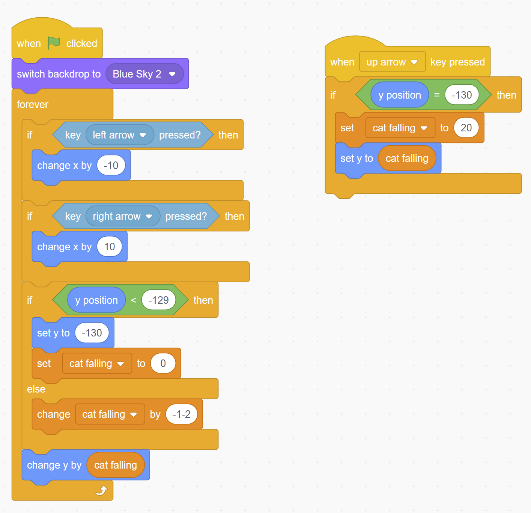 when clicked
switch backdrop to Blue Sky 2
forever
if key left arrow pressed? then
change x by -10
if key right arrow pressed? then
change x by 10
if y position < -129 then
set y to -130
set cat falling to 0
else
change cat falling by -1-2
change y by cat falling
when up arrow key pressed
if y position = -130 then
set cat falling to 20
set y to cat falling